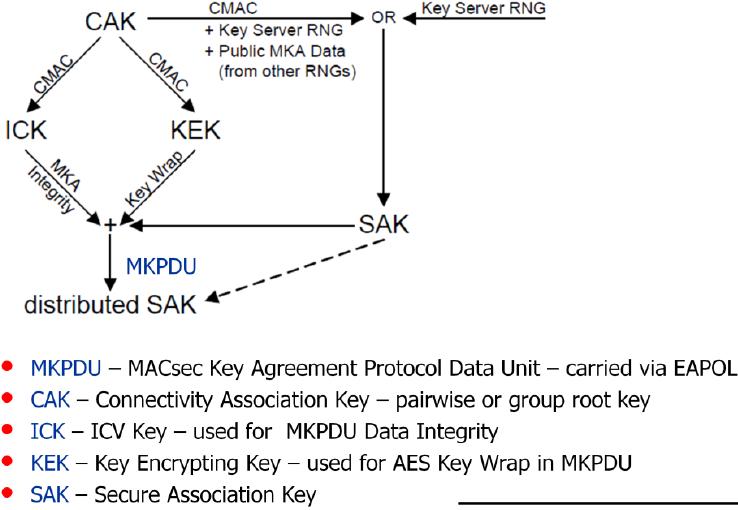 CAK
CMAC
+ Key Server RNG
+ Public MKA Data
(from other RNGs)
OR
Key Server RNG
CMAC
CMAC
ICK
KEK
MKA
Integrity
Key Wrap
+
SAK
MKPDU
distributed SAK
• MKPDU – MACsec Key Agreement Protocol Data Unit – carried via EAPOL
• CAK – Connectivity Association Key – pairwise or group root key
• ICK – ICV Key – used for MKPDU Data Integrity
• KEK – Key Encrypting Key – used for AES Key Wrap in MKPDU
• SAK – Secure Association Key